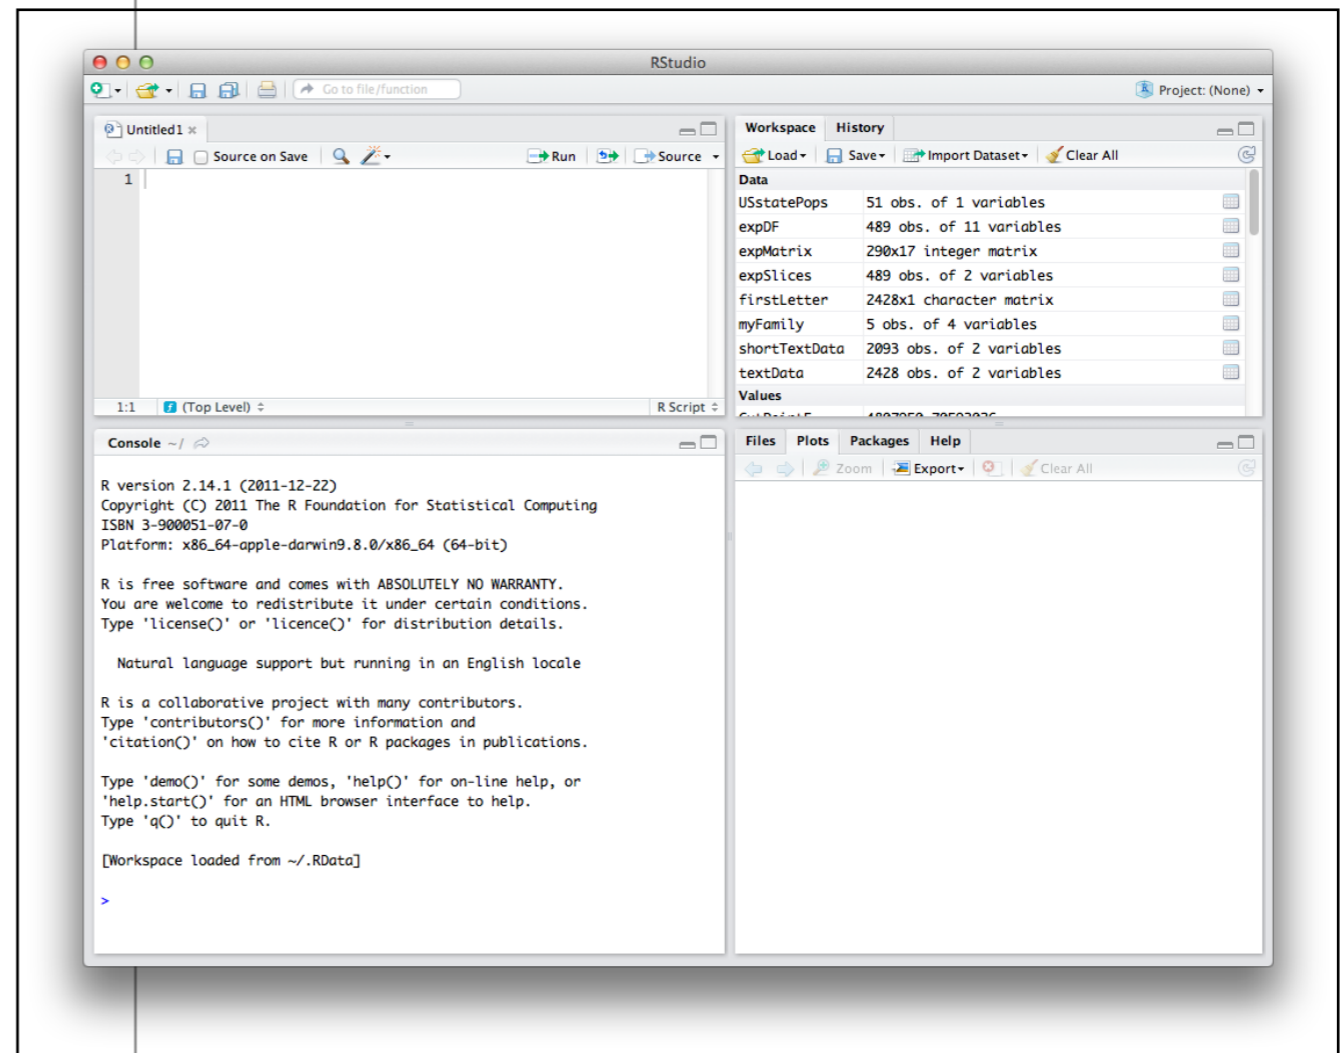 RStudio
Go to file/function
Project: (None)
Untitled1
Source on Save
Run
Source
1
1:1
(Top Level)
R Script
Workspace History
Load Save Import Dataset Clear All
Data
USstatePops 51 obs. of 1 variables
expDF 489 obs. of 11 variables
expMatrix 290x17 integer matrix
expSlices 489 obs. of 2 variables
firstLetter 2428x1 character matrix
myFamily 5 obs. of 4 variables
shortTextData 2093 obs. of 2 variables
textData 2428 obs. of 2 variables
Values
Console ~/
R version 2.14.1 (2011-12-22)
Copyright (C) 2011 The R Foundation for Statistical Computing
ISBN 3-900051-07-0
Platform: x86_64-apple-darwin9.8.0/x86_64 (64-bit)
R is free software and comes with ABSOLUTELY NO WARRANTY.
You are welcome to redistribute it under certain conditions.
Type 'license()' or 'licence()' for distribution details.
Natural language support but running in an English locale
R is a collaborative project with many contributors.
Type 'contributors()' for more information and
'citation()' on how to cite R or R packages in publications.
Type 'demo()' for some demos, 'help()' for on-line help, or
'help.start()' for an HTML browser interface to help.
Type 'q()' to quit R.
[Workspace loaded from ~/.RData]
>
Files Plots Packages Help
Zoom Export Clear All